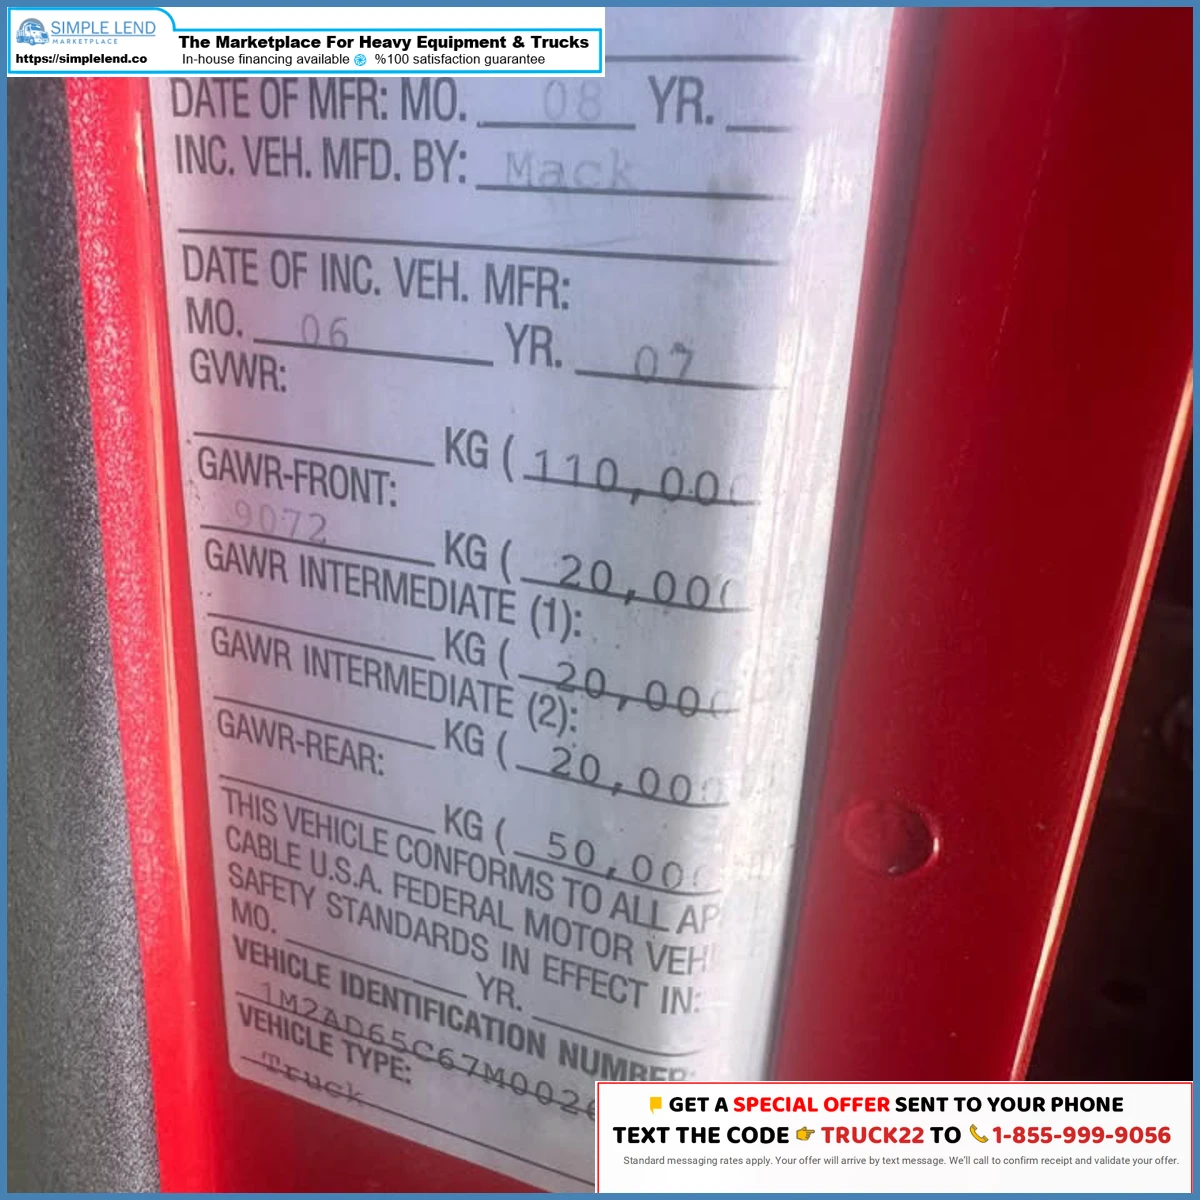 SIMPLE LEND
MARKETPLACE
The Marketplace For Heavy Equipment & Trucks
https://simplelend.co In-house financing available %100 satisfaction guarantee
DATE OF MFR: MO. 08 YR.
INC. VEH. MFD. BY: Mack
DATE OF INC. VEH. MFR:
MO. 06 YR. 07
GVWR:
KG ( 110,00
GAWR-FRONT:
9072 KG ( 20,00
GAWR INTERMEDIATE (1):
KG ( 20,00
GAWR INTERMEDIATE (2):
KG ( 20,00
GAWR-REAR:
KG ( 50,00
THIS VEHICLE CONFORMS TO ALL AP
CABLE U.S.A. FEDERAL MOTOR VEH
SAFETY STANDARDS IN EFFECT IN:
MO. YR.
VEHICLE IDENTIFICATION NUMBER:
1M2AD65C67M002
VEHICLE TYPE:
Truck
GET A SPECIAL OFFER SENT TO YOUR PHONE
TEXT THE CODE TRUCK22 TO 1-855-999-9056
Standard messaging rates apply. Your offer will arrive by text message. We'll call to confirm receipt and validate your offer.